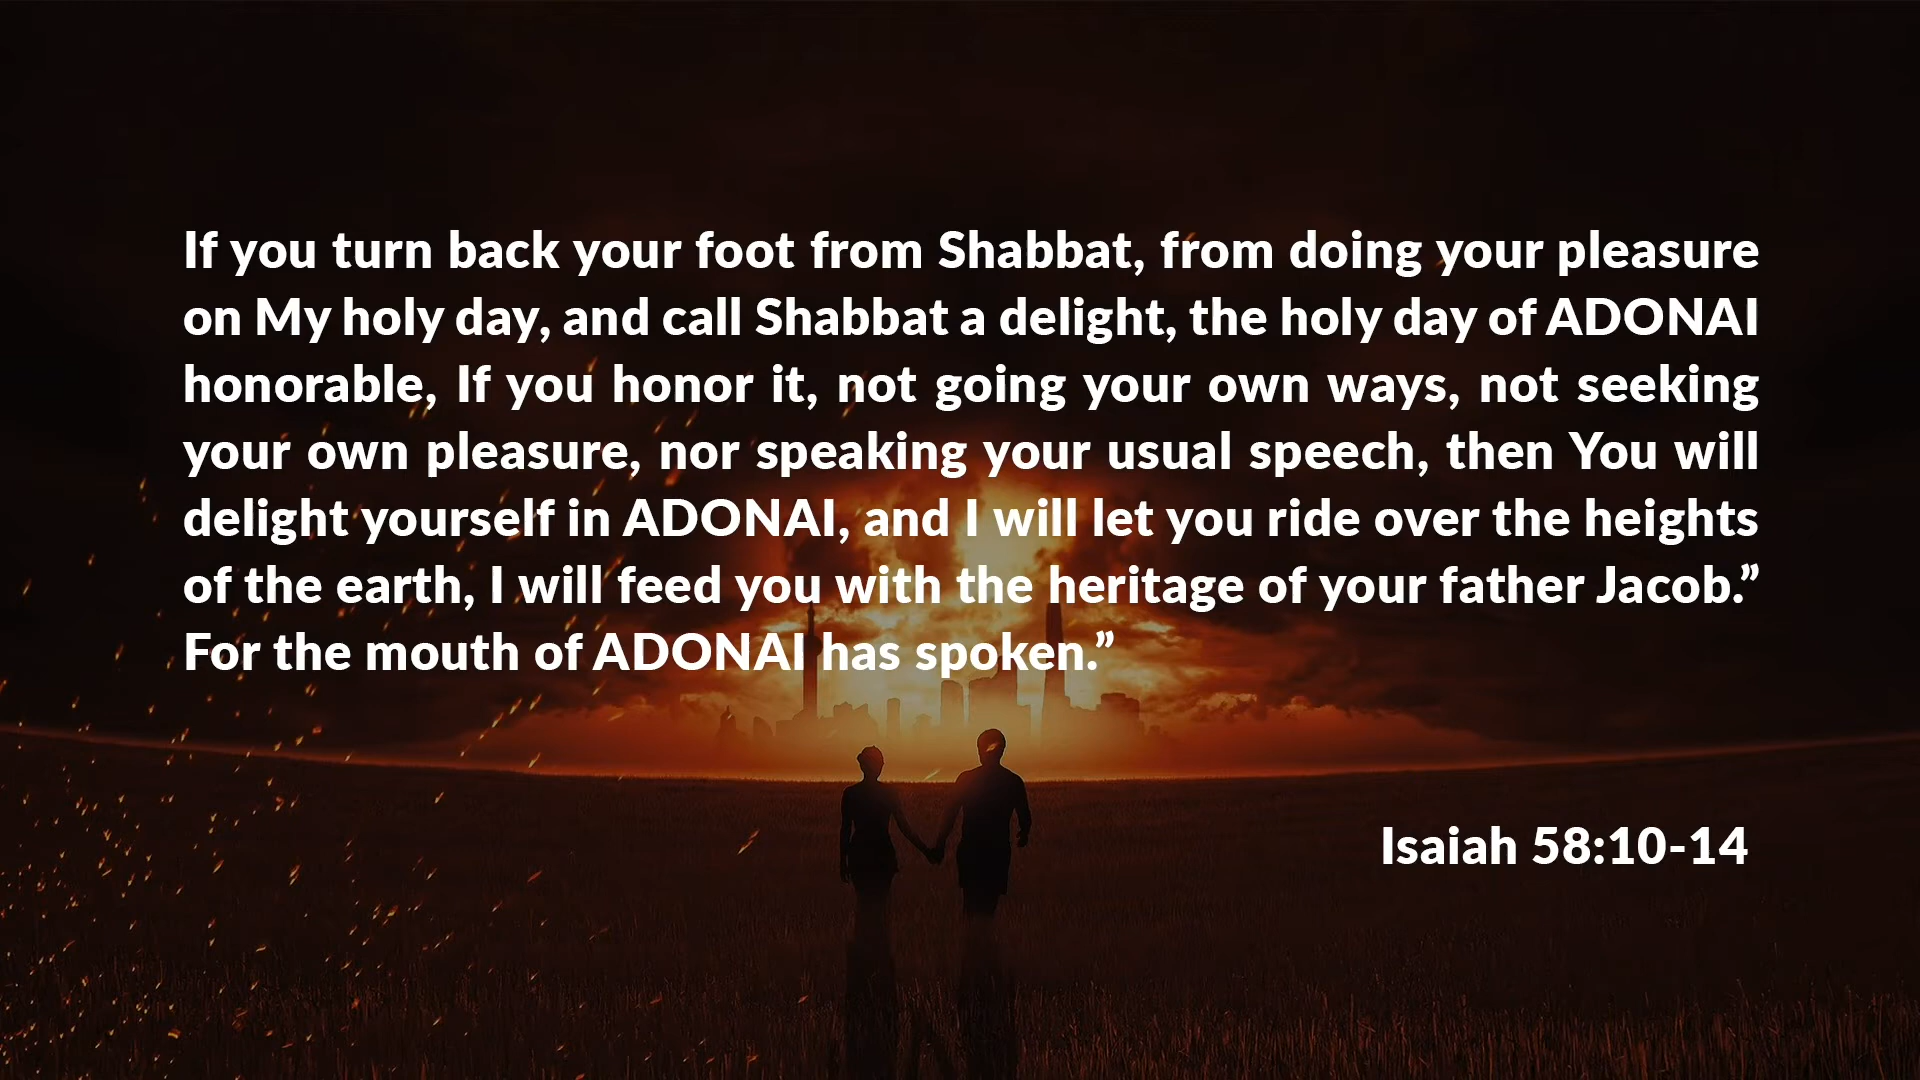 If you turn back your foot from Shabbat, from doing your pleasure
on My holy day, and call Shabbat a delight, the holy day of ADONAI
honorable, If you honor it, not going your own ways, not seeking
your own pleasure, nor speaking your usual speech, then You will
delight yourself in ADONAI, and I will let you ride over the heights
of the earth, I will feed you with the heritage of your father Jacob.”
For the mouth of ADONAI has spoken.”
Isaiah 58:10-14